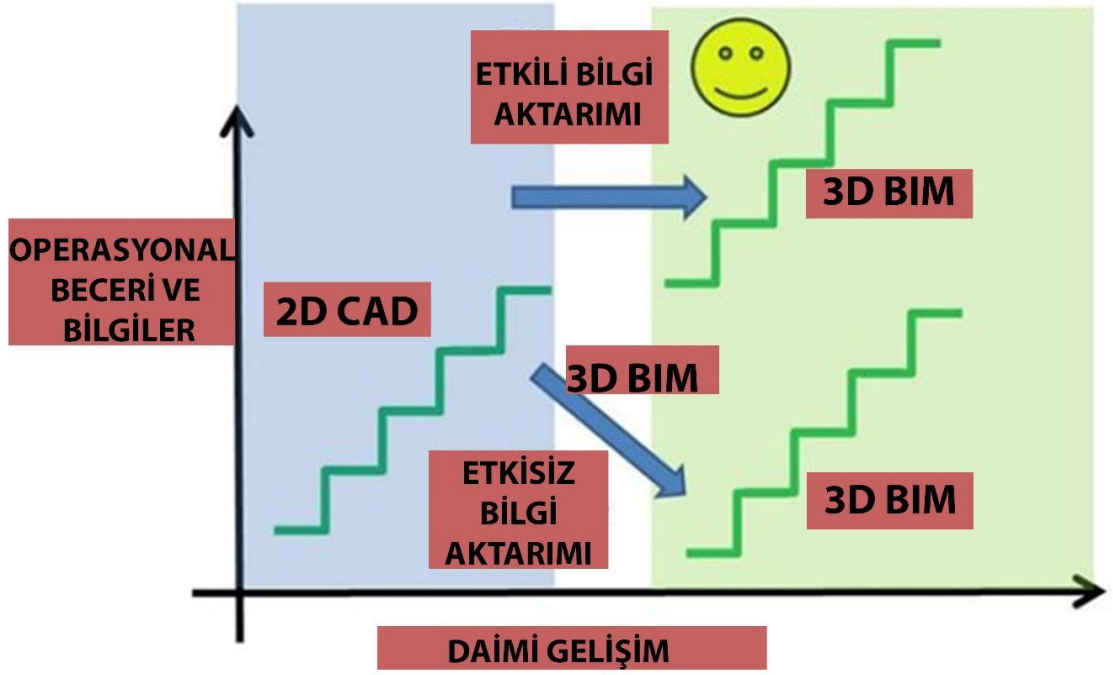 ETKİLİ BİLGİ
AKTARIMI
3D BIM
OPERASYONAL
BECERİ VE
BİLGİLER
2D CAD
3D BIM
ETKİSİZ
BİLGİ
AKTARIMI
3D BIM
DAİMİ GELİŞİM